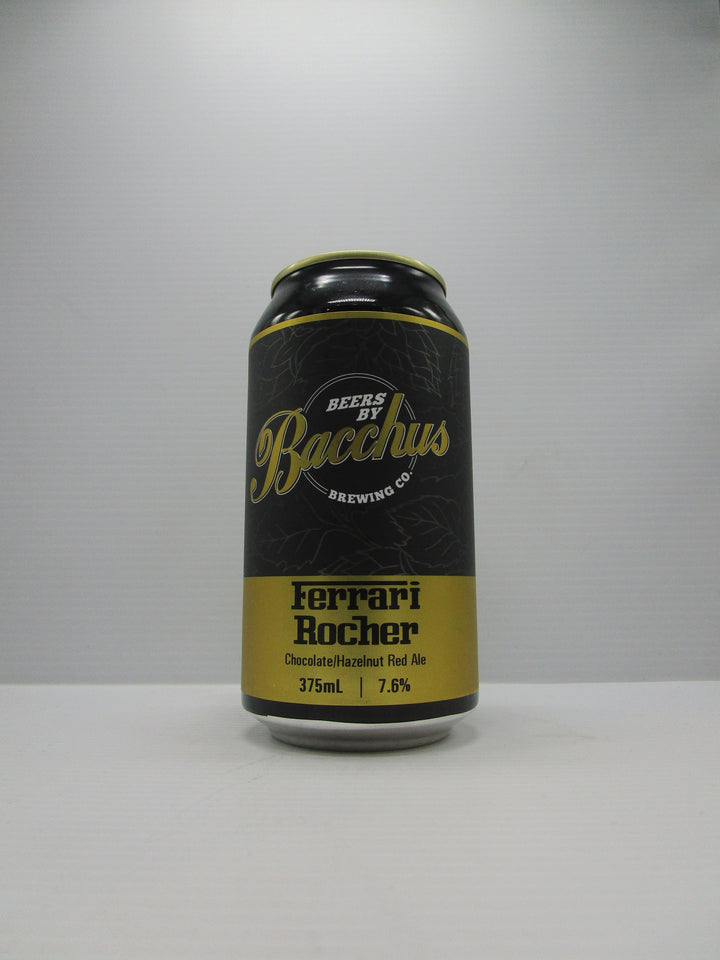 BEERS
BY
Bacchus
BREWING CO.
Ferrari
Rocher
Chocolate/Hazelnut Red Ale
375mL | 7.6%